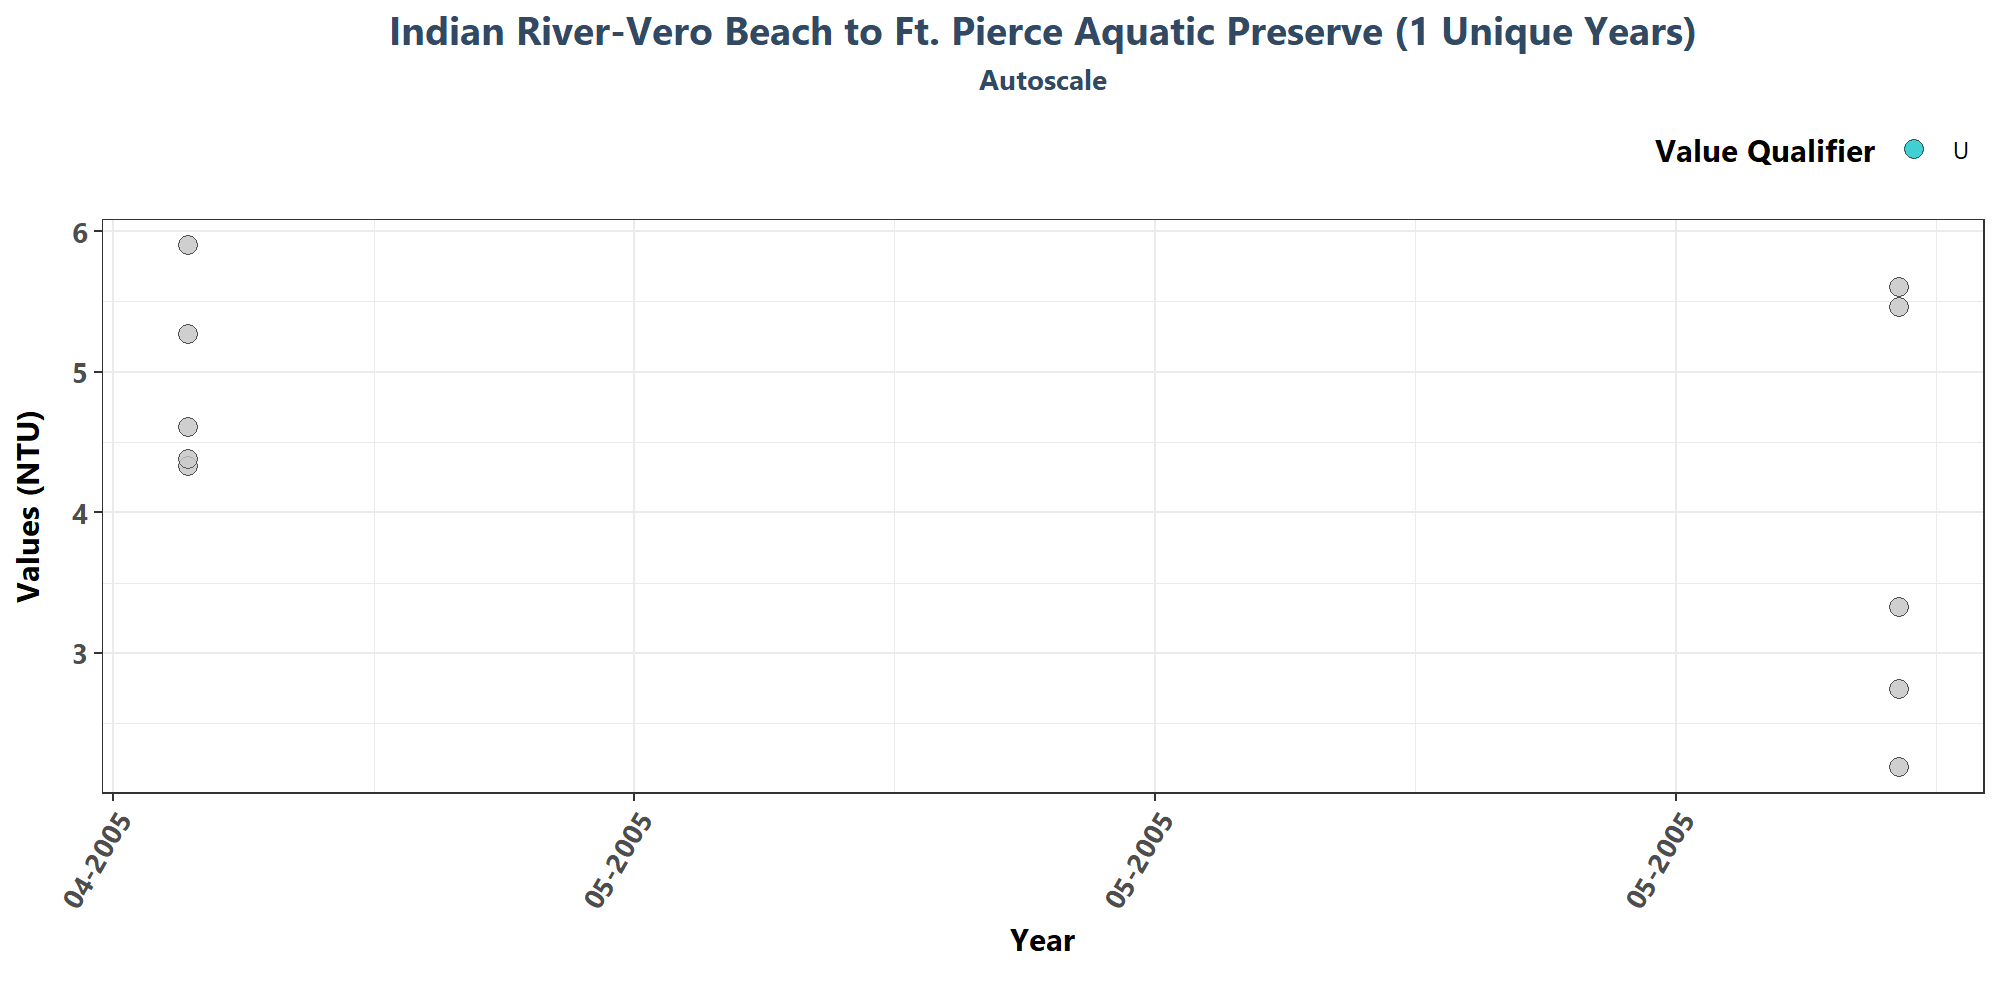 Indian River-Vero Beach to Ft. Pierce Aquatic Preserve (1 Unique Years)
Autoscale
Value Qualifier U
6
5
4
3
Values (NTU)
04-2005 05-2005 05-2005 05-2005
Year